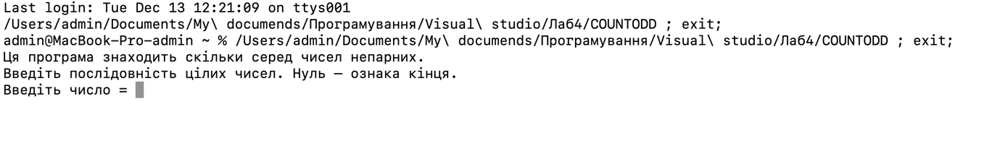 Last login: Tue Dec 13 12:21:09 on ttys001
/Users/admin/Documents/My\ documends/Програмування/Visual\ studio/Лаб4/COUNTODD ; exit;
admin@MacBook-Pro-admin ~ % /Users/admin/Documents/My\ documends/Програмування/Visual\ studio/Лаб4/COUNTODD ; exit;
Ця програма знаходить скільки серед чисел непарних.
Введіть послідовність цілих чисел. Нуль – ознака кінця.
Введіть число =